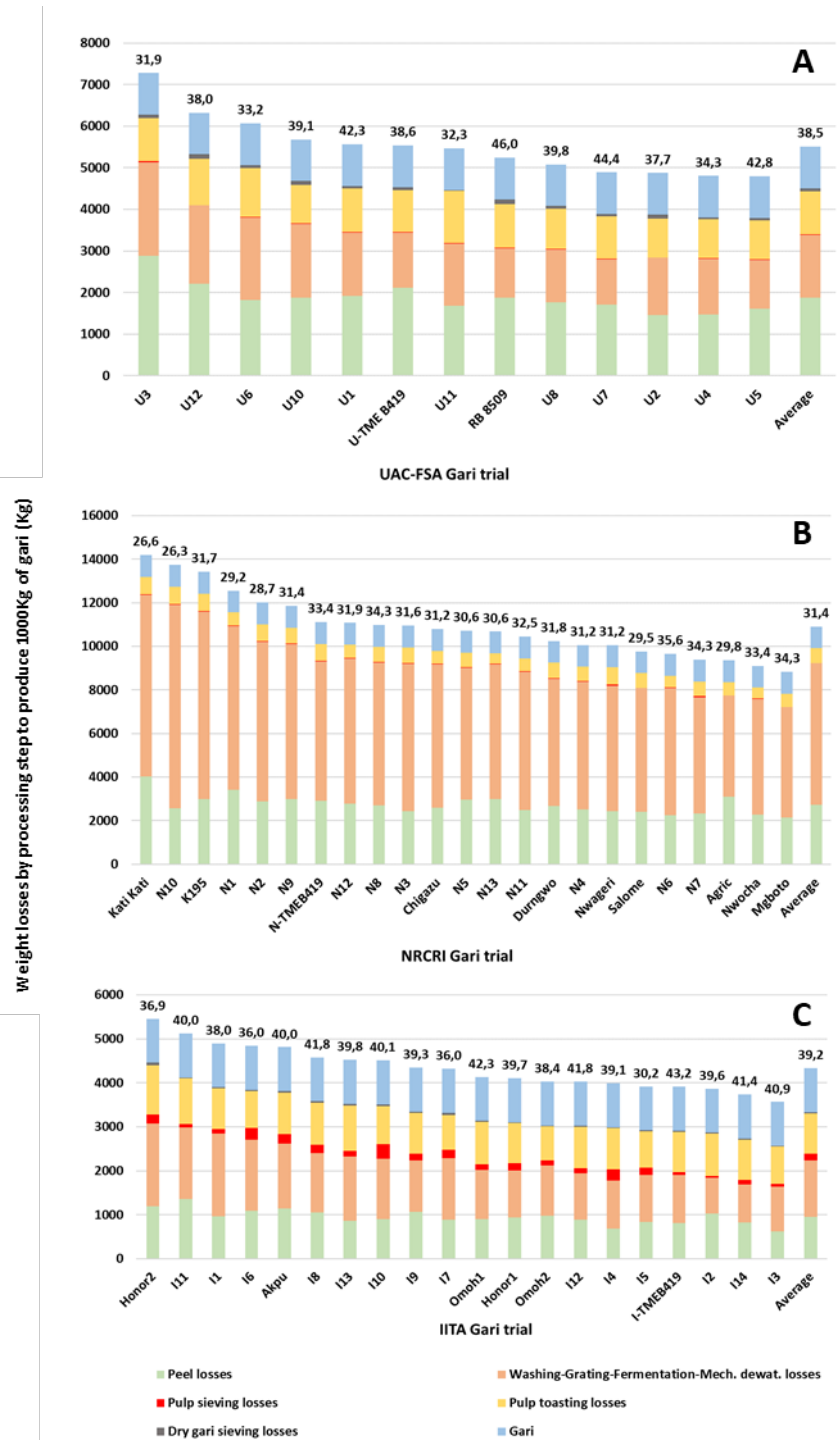 Weight losses by processing step to produce 1000Kg of gari (Kg)
A
8000
7000
6000
5000
4000
3000
2000
1000
0
31,9 38,0 33,2 39,1 42,3 38,6 32,3 46,0 39,8 44,4 37,7 34,3 42,8 38,5
U3 U12 U6 U10 U1 U-TME B419 U11 RB 8509 U8 U7 U2 U4 U5 Average
UAC-FSA Gari trial
B
16000
14000
12000
10000
8000
6000
4000
2000
0
26,6 26,3 31,7 29,2 28,7 31,4 33,4 31,9 34,3 31,6 31,2 30,6 30,6 32,5 31,8 31,2 31,2 29,5 35,6 34,3 29,8 33,4 34,3 31,4
Kati Kati N10 K195 N1 N2 N9 N-TMEB419 N12 N8 N3 Chigazu N5 N13 N11 Durngwo N4 Nwageri Salome N6 N7 Agric Nwocha Mgboto Average
NRCRI Gari trial
C
6000
5000
4000
3000
2000
1000
0
36,9 40,0 38,0 36,0 40,0 41,8 39,8 40,1 39,3 36,0 42,3 39,7 38,4 41,8 39,1 30,2 43,2 39,6 41,4 40,9 39,2
Honor2 I11 I1 I6 Akpu I8 I13 I10 I9 I7 Omoh1 Honor1 Omoh2 I12 I4 I5 I-TMEB419 I2 I14 I3 Average
IITA Gari trial
Peel losses
Washing-Grating-Fermentation-Mech. dewat. losses
Pulp sieving losses
Pulp toasting losses
Dry gari sieving losses
Gari